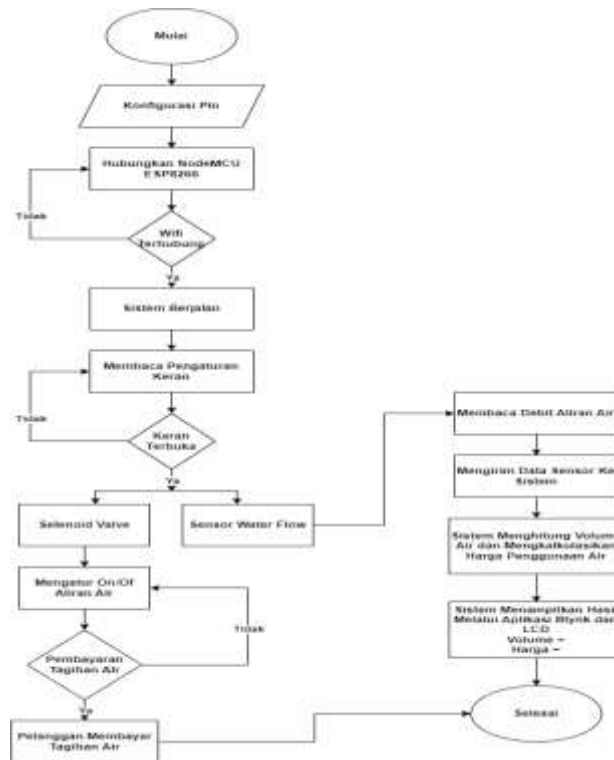 Mulai
Konfigurasi Pin
Hubungkan NodeMCU
ESP8266
Tidak
Wifi
Terhubung
Ya
Sistem Berjalan
Membaca Pengaturan
Keran
Tidak
Keran
Terbuka
Ya
Selenoid Valve
Sensor Water Flow
Mengatur On/Of
Aliran Air
Tidak
Pembayaran
Tagihan Air
Ya
Pelanggan Membayar
Tagihan Air
Membaca Debit Aliran Air
Mengirim Data Sensor Ke
Sistem
Sistem Menghitung Volume
Air dan Mengkalkulasikan
Harga Penggunaan Air
Sistem Menampilkan Hasil
Melalui Aplikasi Blynk dan
LCD
Volume =
Harga =
Selesai